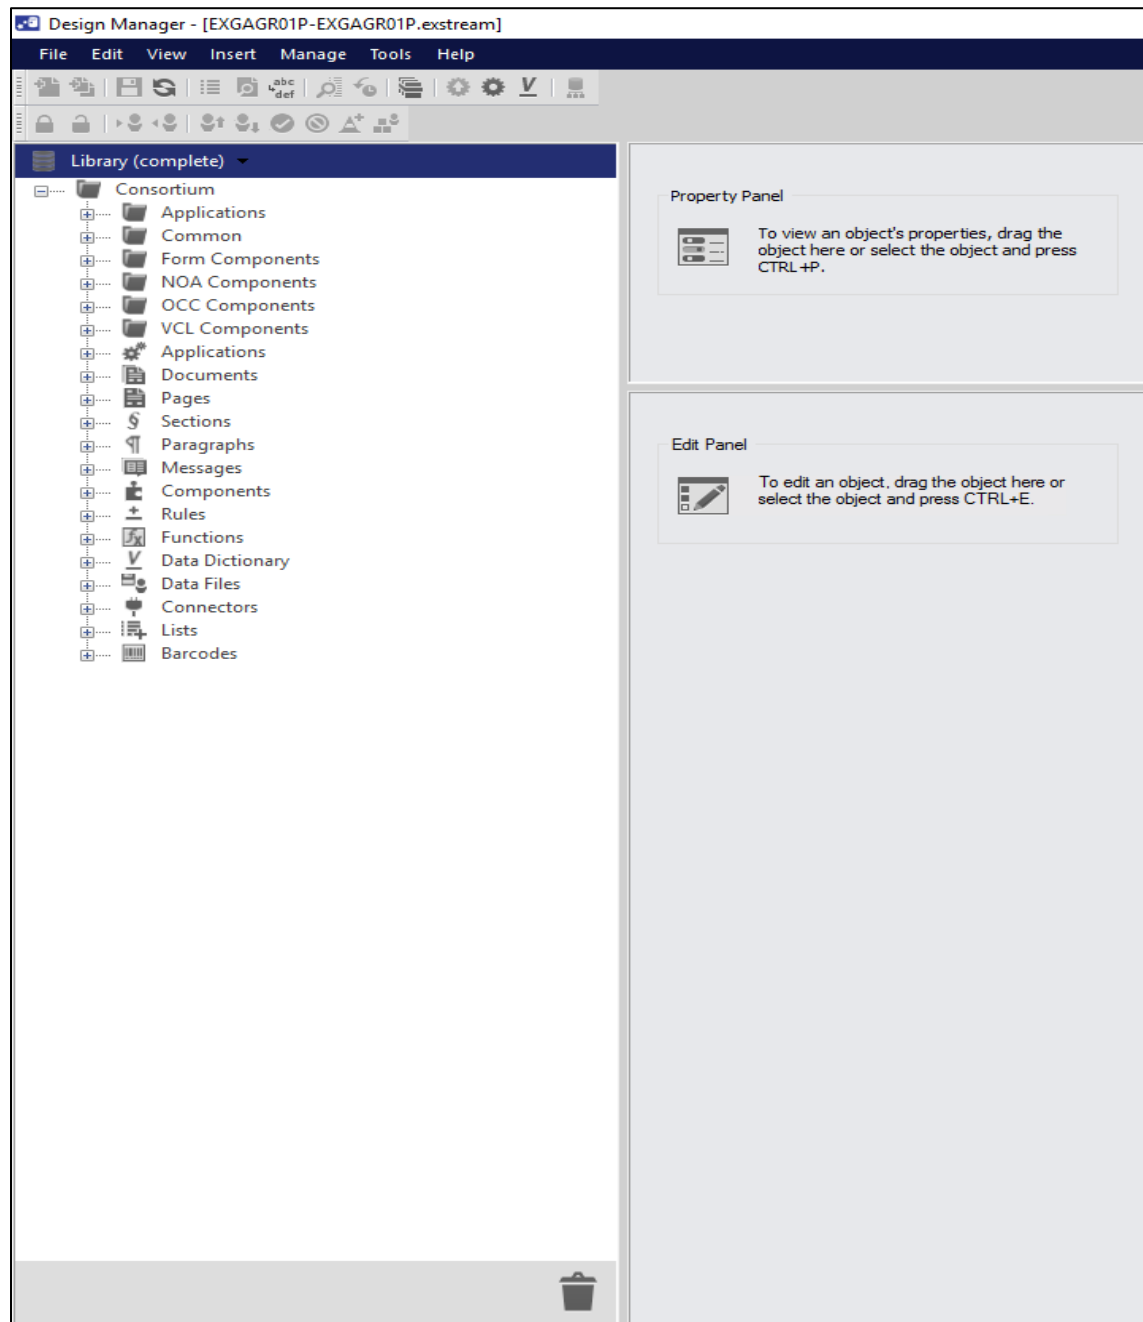 Design Manager - [EXGAGR01P-EXGAGR01P.exstream]
File Edit View Insert Manage Tools Help
abc
def
V
Library (complete)
Consortium
Applications
Common
Form Components
NOA Components
OCC Components
VCL Components
Applications
Documents
Pages
§ Sections
¶ Paragraphs
Messages
Components
Rules
fx Functions
V Data Dictionary
Data Files
Connectors
Lists
Barcodes
Property Panel
To view an object's properties, drag the
object here or select the object and press
CTRL+P.
Edit Panel
To edit an object, drag the object here or
select the object and press CTRL+E.